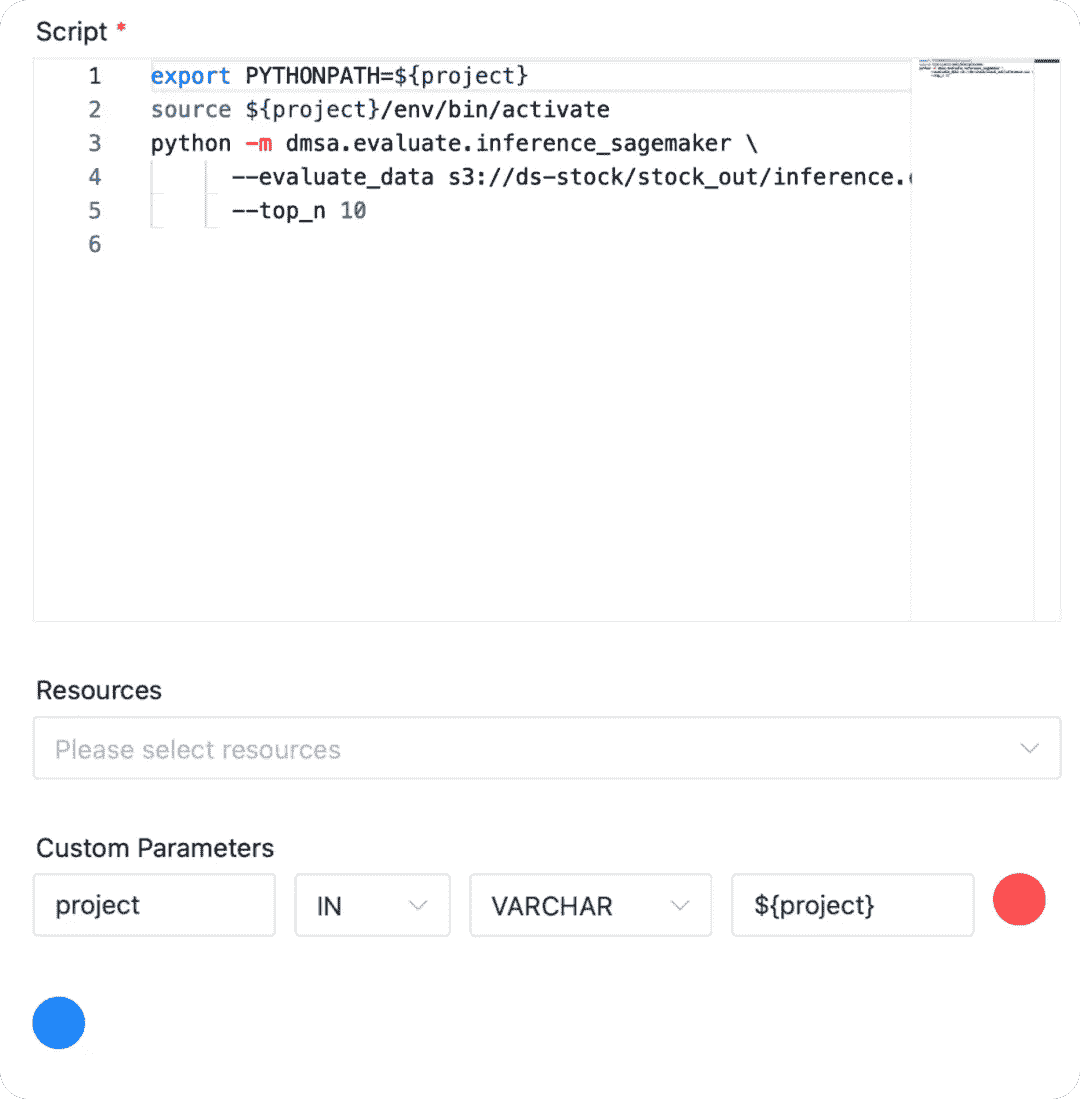 Script *
1 export PYTHONPATH=${project}
2 source ${project}/env/bin/activate
3 python -m dmsa.evaluate.inference_sagemaker \
4 --evaluate_data s3://ds-stock/stock_out/inference.
5 --top_n 10
6
Resources
Please select resources
Custom Parameters
project IN VARCHAR ${project}